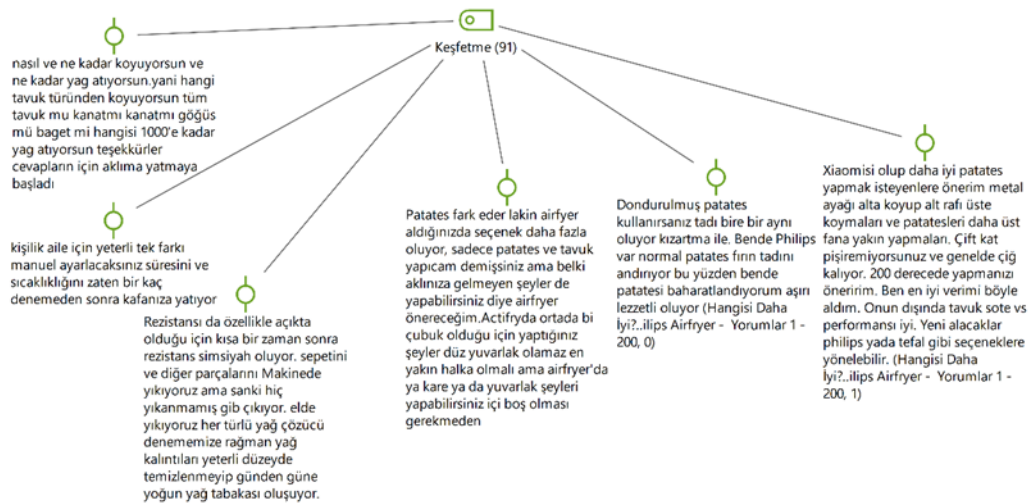 Keşfetme (91)
nasıl ve ne kadar koyuyorsun ve
ne kadar yag atıyorsun.yani hangi
tavuk türünden koyuyorsun tüm
tavuk mu kanatmı kanatmı göğüs
mü baget mi hangisi 1000'e kadar
yag atıyorsun teşekkürler
cevapların için aklıma yatmaya
başladı
kişilik aile için yeterli tek farkı
manuel ayarlacaksınız süresini ve
sıcaklıklığını zaten bir kaç
denemeden sonra kafanıza yatıyor
Rezistansı da özellikle açıkta
olduğu için kısa bir zaman sonra
rezistans simsiyah oluyor. sepetini
ve diğer parçalarını Makinede
yıkıyoruz ama sanki hiç
yıkanmamış gib çıkıyor. elde
yıkıyoruz her türlü yağ çözücü
denememize rağman yağ
kalıntıları yeterli düzeyde
temizlenmeyip günden güne
yoğun yağ tabakası oluşuyor.
Patates fark eder lakin airfyer
aldığınızda seçenek daha fazla
oluyor, sadece patates ve tavuk
yapıcam demişsiniz ama belki
aklınıza gelmeyen şeyler de
yapabilirsiniz diye airfryer
önereceğim.Actifryda ortada bi
çubuk olduğu için yaptığınız
şeyler düz yuvarlak olamaz en
yakın halka olmalı ama airfryer'da
ya kare ya da yuvarlak şeyleri
yapabilirsiniz içi boş olması
gerekmeden
Dondurulmuş patates
kullanırsanız tadı bire bir aynı
oluyor kızartma ile. Bende Philips
var normal patates fırın tadını
andırıyor bu yüzden bende
patatesi baharatlandıyorum aşırı
lezzetli oluyor (Hangisi Daha
İyi?..ilips Airfryer - Yorumlar 1 -
200, 0)
Xiaomisi olup daha iyi patates
yapmak isteyenlere önerim metal
ayağı alta koyup alt rafı üste
koymaları ve patatesleri daha üst
fana yakın yapmaları. Çift kat
pişiremiyorsunuz ve genelde çiğ
kalıyor. 200 derecede yapmanızı
öneririm. Ben en iyi verimi böyle
aldım. Onun dışında tavuk sote vs
performansı iyi. Yeni alacaklar
philips yada tefal gibi seçeneklere
yönelebilir. (Hangisi Daha
İyi?..ilips Airfryer - Yorumlar 1 -
200, 1)